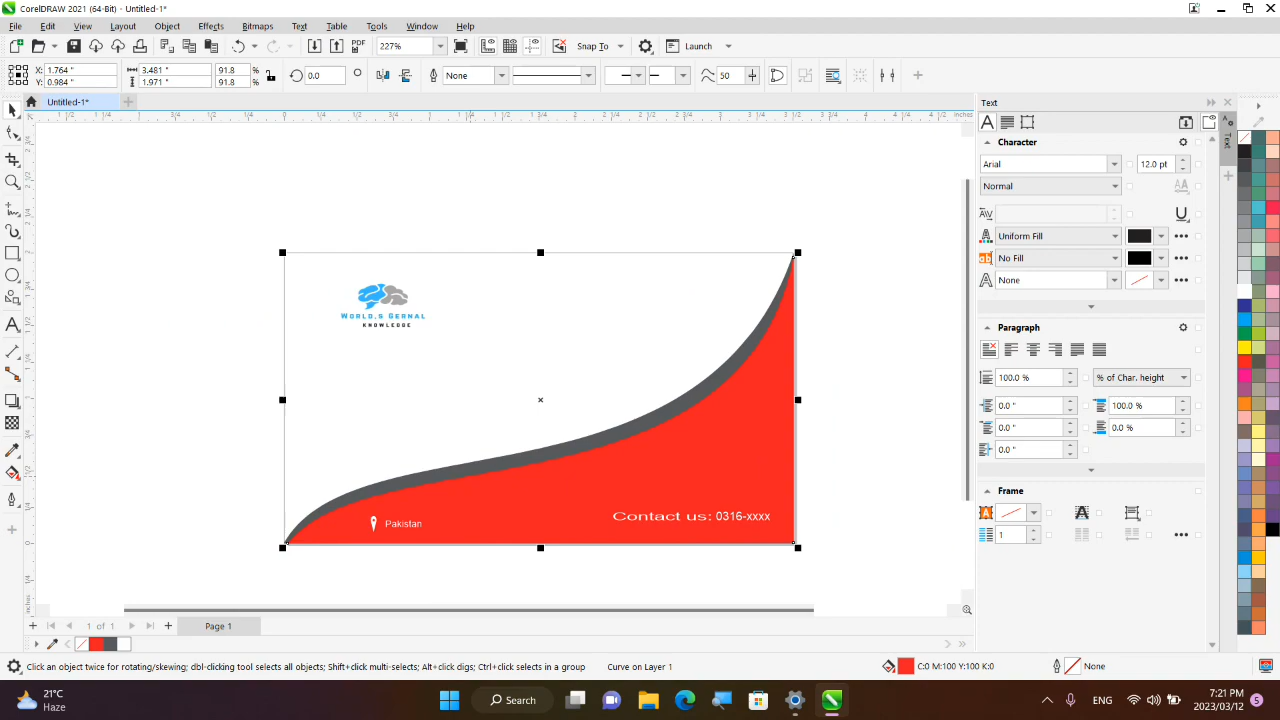 CorelDRAW 2021 (64-Bit) - Untitled-1*
File Edit View Layout Object Effects Bitmaps Text Table Tools Window Help
PDF 227% Snap To Launch
X: 1.764 " 3.481 " 91.8 % 0.0 ° None 50
Y: 0.984 " 1.971 " 91.8 %
Untitled-1*
inches
Text
Character
Arial 12.0 pt
Normal
Uniform Fill
No Fill
None
Paragraph
100.0 % % of Char. height
0.0 " 100.0 %
0.0 " 0.0 %
0.0 "
Frame
1
World,s Gernal
Knowledge
Pakistan
Contact us: 0316-xxxx
1 of 1 Page 1
Click an object twice for rotating/skewing; dbl-clicking tool selects all objects; Shift+click multi-selects; Alt+click digs; Ctrl+click selects in a group Curve on Layer 1 C:0 M:100 Y:100 K:0 None
21°C
Haze
Search
ENG
7:21 PM
2023/03/12
5